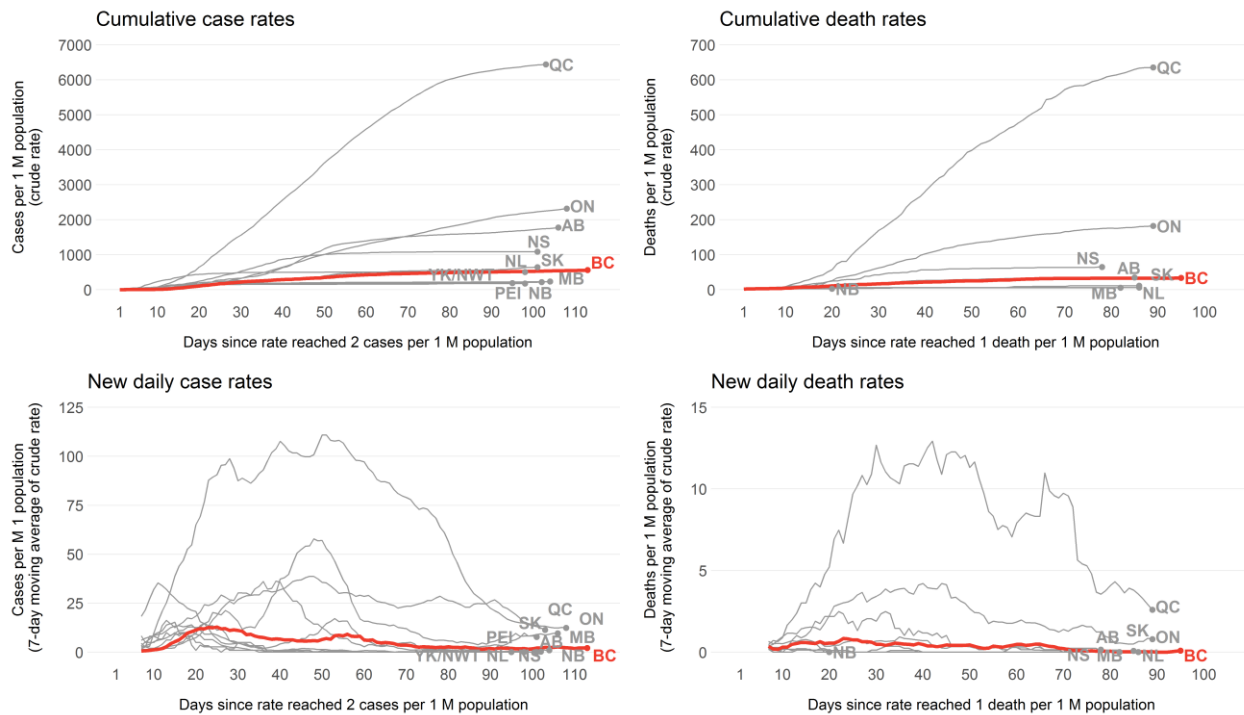 Cumulative case rates
Cases per 1 M population
(crude rate)
7000
6000
5000
4000
3000
2000
1000
0
QC
ON
AB
NS
NL
SK
BC
YK/NWT
MB
PEI
NB
1 10 20 30 40 50 60 70 80 90 100 110
Days since rate reached 2 cases per 1 M population
Cumulative death rates
Deaths per 1 M population
(crude rate)
700
600
500
400
300
200
100
0
QC
ON
NS
AB
SK
BC
NB
MB
NL
1 10 20 30 40 50 60 70 80 90 100
Days since rate reached 1 death per 1 M population
New daily case rates
Cases per M 1 population
(7-day moving average of crude rate)
125
100
75
50
25
0
QC
ON
SK
PEI
AB
MB
YK/NWT
NL
NS
NB
BC
1 10 20 30 40 50 60 70 80 90 100 110
Days since rate reached 2 cases per 1 M population
New daily death rates
Deaths per 1 M population
(7-day moving average of crude rate)
15
10
5
0
QC
SK
AB
ON
NB
NS
MB
NL
BC
1 10 20 30 40 50 60 70 80 90 100
Days since rate reached 1 death per 1 M population